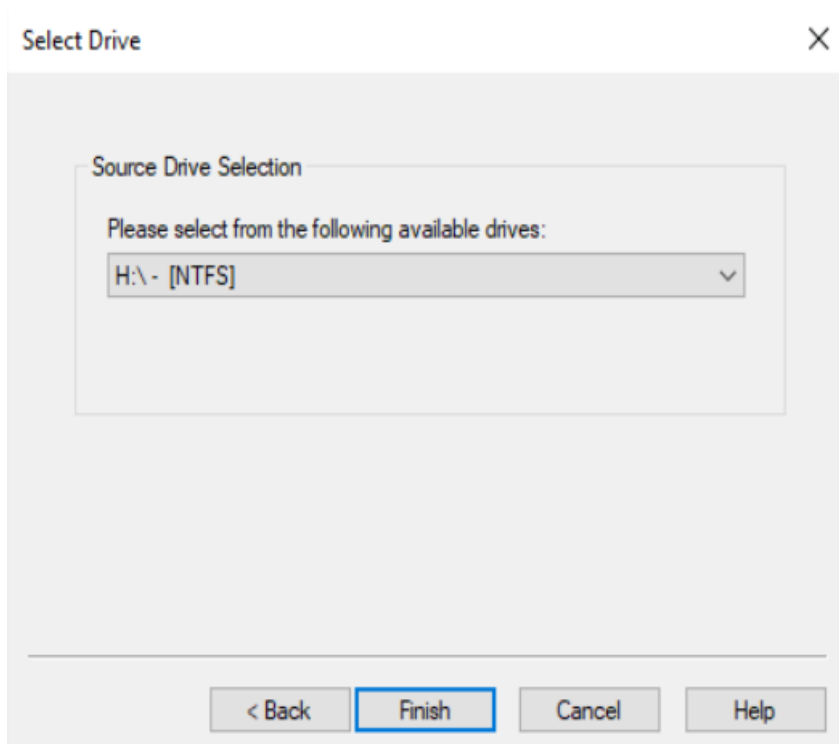 Select Drive
Source Drive Selection
Please select from the following available drives:
H:\ - [NTFS]
< Back
Finish
Cancel
Help